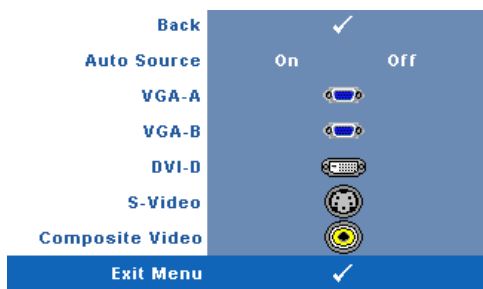 Back
Auto Source On Off
VGA-A
VGA-B
DVI-D
S-Video
Composite Video
Exit Menu